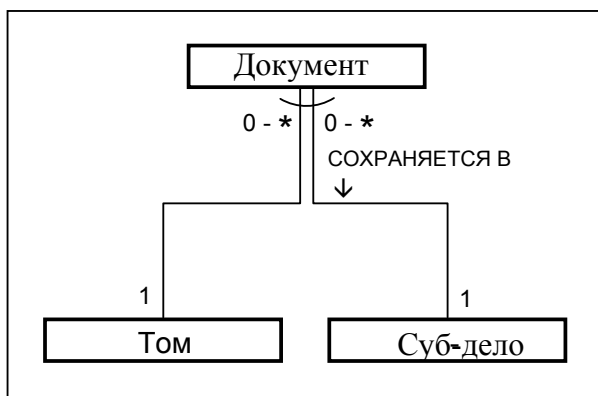 Документ
0 - * 0 - *
СОХРАНЯЕТСЯ В
1 1
Том Суб-дело